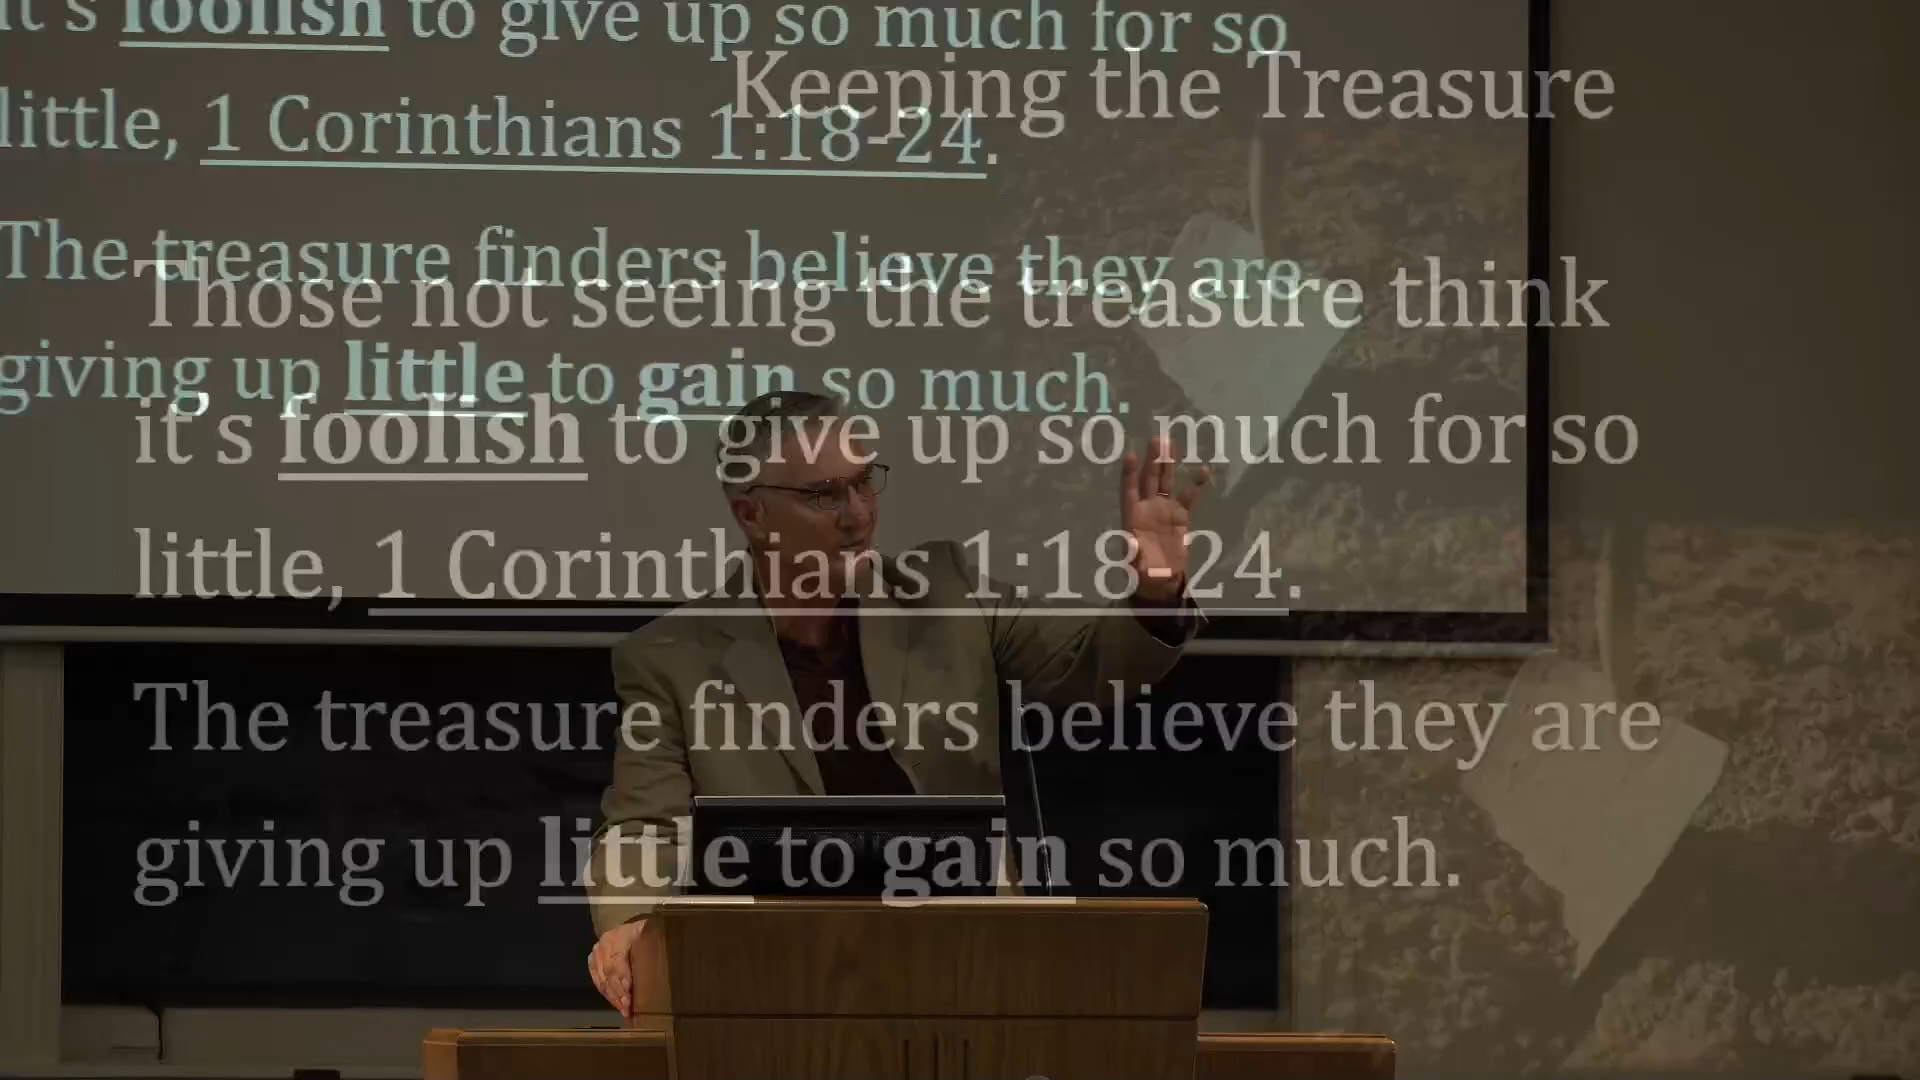 it's foolish to give up so much for so
little, 1 Corinthians 1:18-24.
The treasure finders believe they are
giving up little to gain so much.
Keeping the Treasure
Those not seeing the treasure think
it's foolish to give up so much for so
little, 1 Corinthians 1:18-24.
The treasure finders believe they are
giving up little to gain so much.